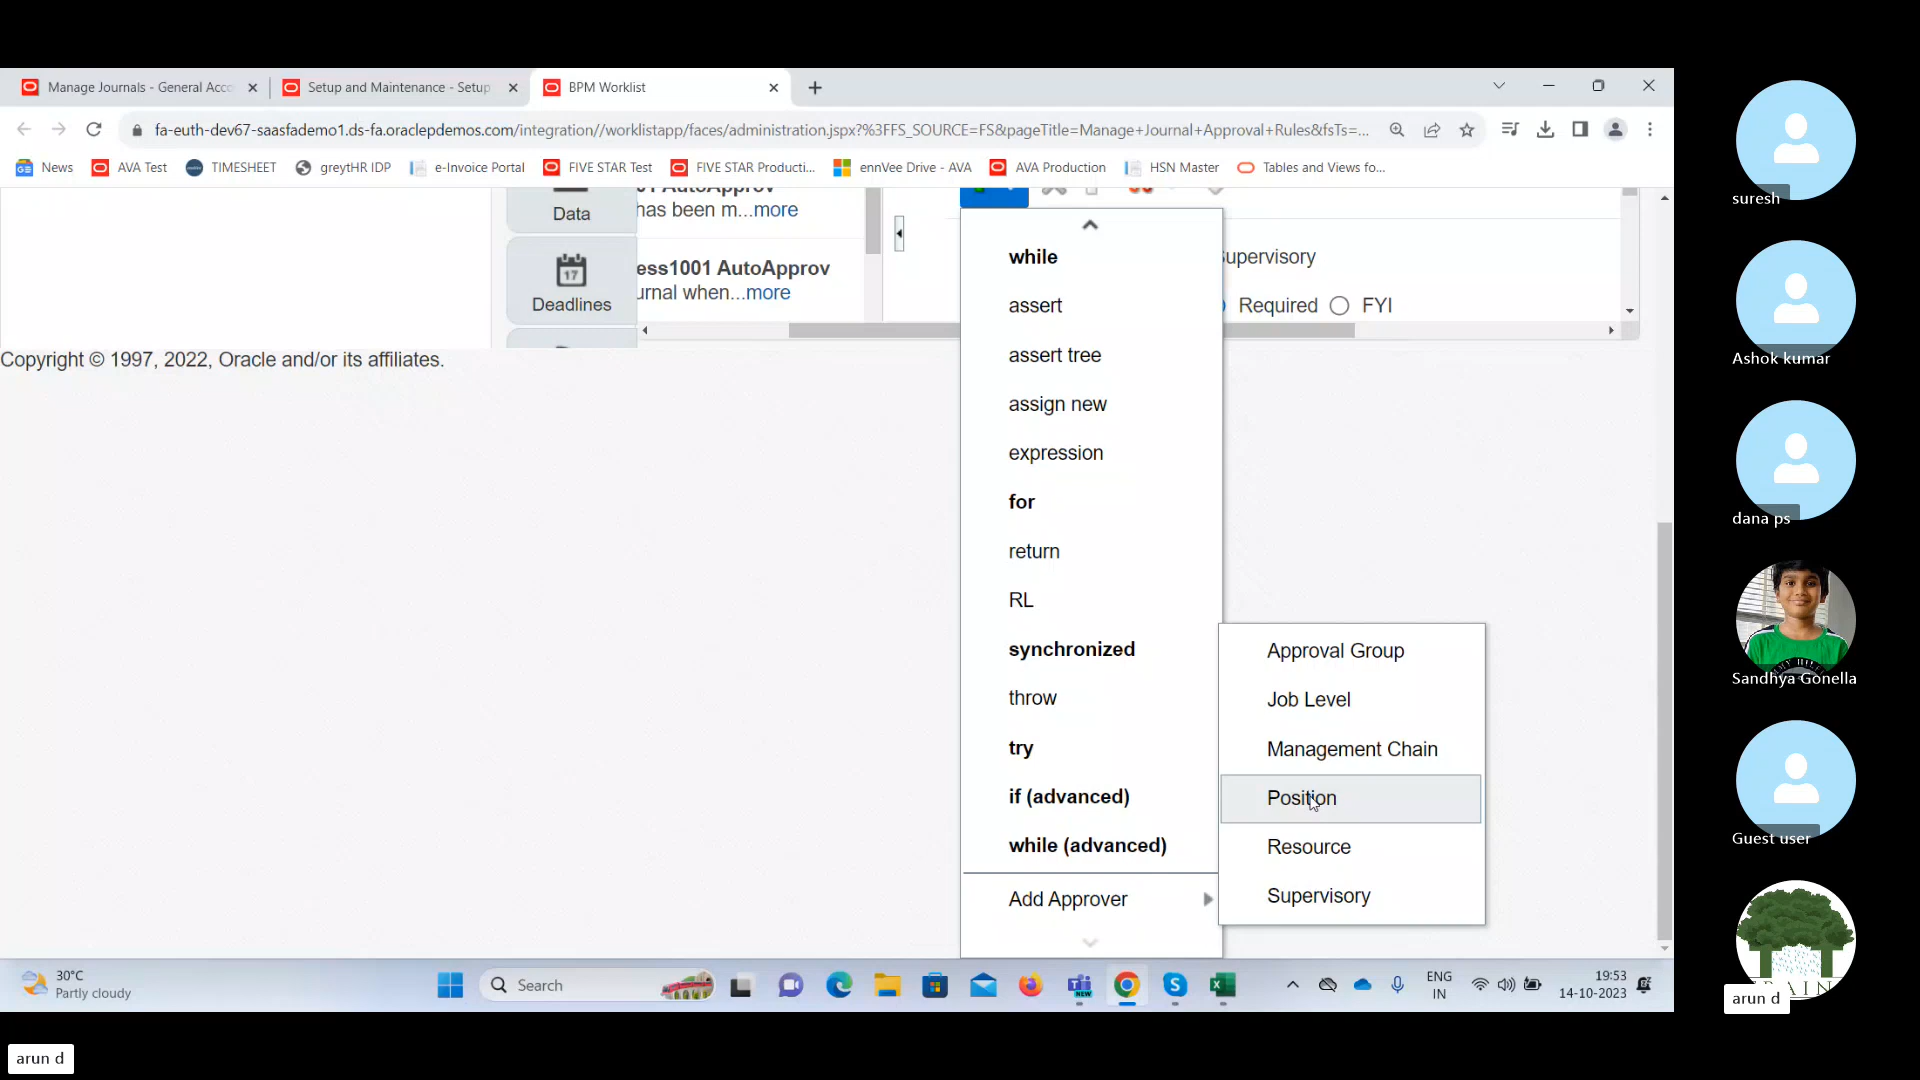 Manage Journals - General Acco
Setup and Maintenance - Setup
BPM Worklist
fa-euth-dev67-saasfademo1.ds-fa.oraclepdemos.com/integration//worklistapp/faces/administration.jspx?%3FFS_SOURCE=FS&pageTitle=Manage+Journal+Approval+Rules&fsTs=...
News
AVA Test
TIMESHEET
greytHR IDP
e-Invoice Portal
FIVE STAR Test
FIVE STAR Producti...
ennVee Drive - AVA
AVA Production
HSN Master
Tables and Views fo...
Data
01 AutoApprov
has been m...more
Deadlines
17
ess1001 AutoApprov
urnal when...more
Supervisory
Required
FYI
Copyright © 1997, 2022, Oracle and/or its affiliates.
while
assert
assert tree
assign new
expression
for
return
RL
synchronized
throw
try
if (advanced)
while (advanced)
Add Approver
Approval Group
Job Level
Management Chain
Position
Resource
Supervisory
30°C
Partly cloudy
Search
ENG
IN
19:53
14-10-2023
suresh
Ashok kumar
dana ps
Sandhya Gonella
Guest user
arun d
arun d